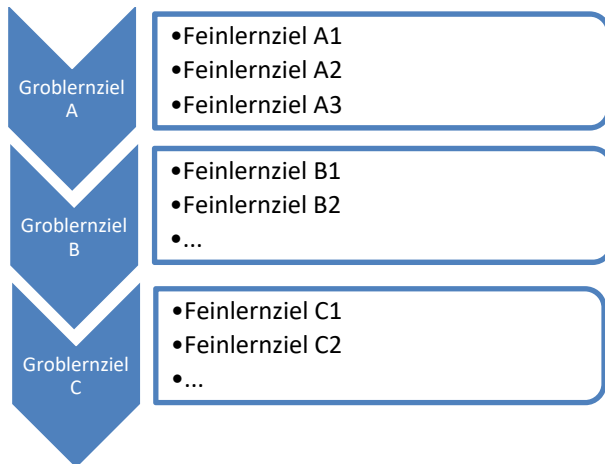 Groblernziel
A
•Feinlernziel A1
•Feinlernziel A2
•Feinlernziel A3
Groblernziel
B
•Feinlernziel B1
•Feinlernziel B2
•...
Groblernziel
C
•Feinlernziel C1
•Feinlernziel C2
•...